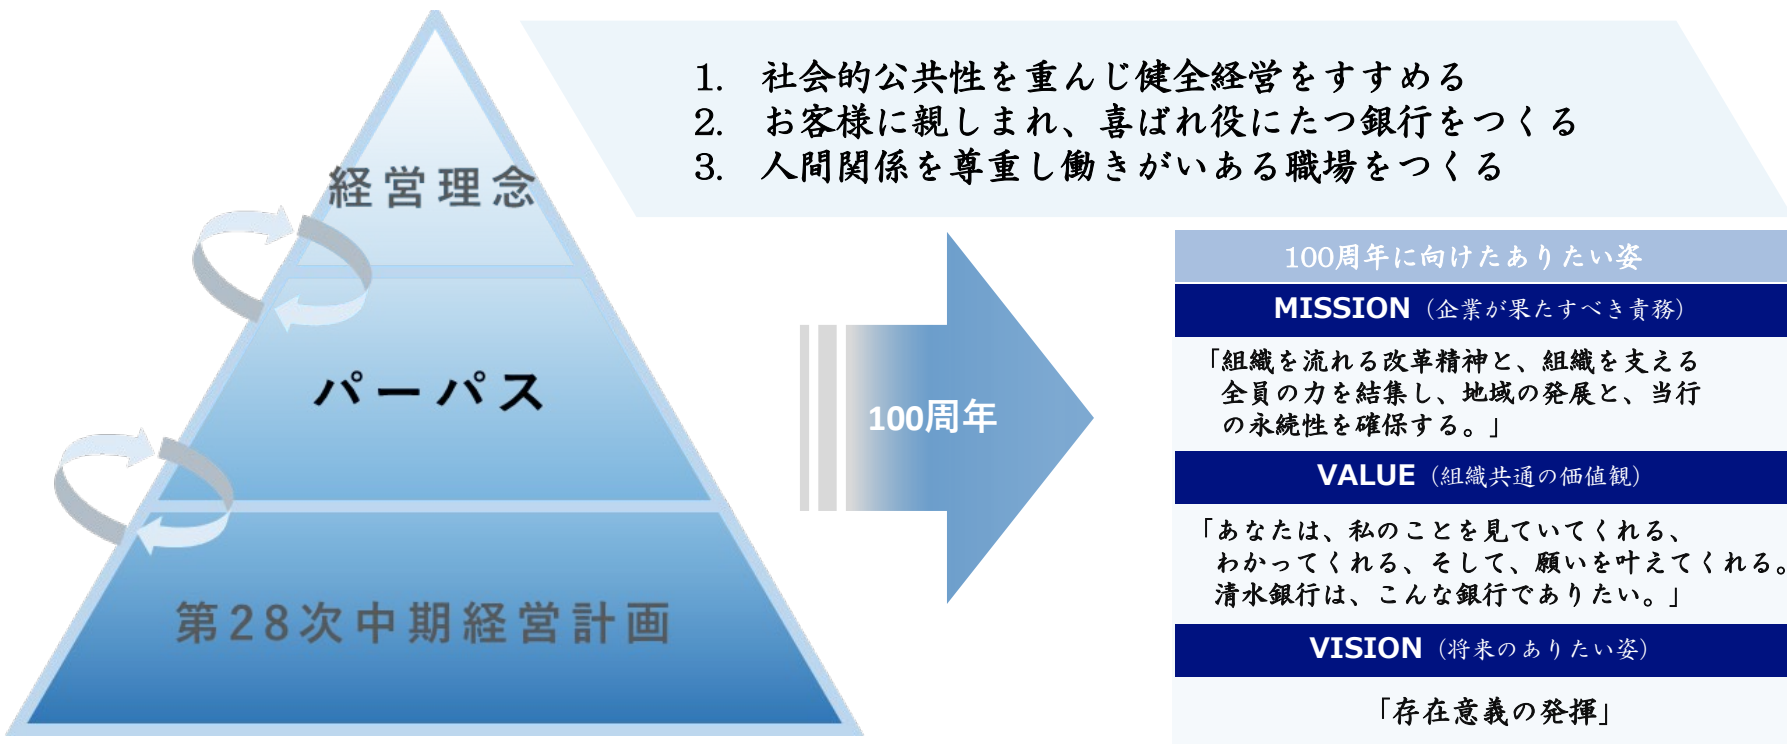 1. 社会的公共性を重んじ健全経営をすすめる
2. お客様に親しまれ、喜ばれ役にたつ銀行をつくる
3. 人間関係を尊重し働きがいある職場をつくる
経営理念
パーパス
第28次中期経営計画
100周年
100周年に向けたありたい姿
MISSION（企業が果たすべき責務）
「組織を流れる改革精神と、組織を支える
全員の力を結集し、地域の発展と、当行
の永続性を確保する。」
VALUE（組織共通の価値観）
「あなたは、私のことを見ていてくれる、
わかってくれる、そして、願いを叶えてくれる。
清水銀行は、こんな銀行でありたい。」
VISION（将来のありたい姿）
「存在意義の発揮」